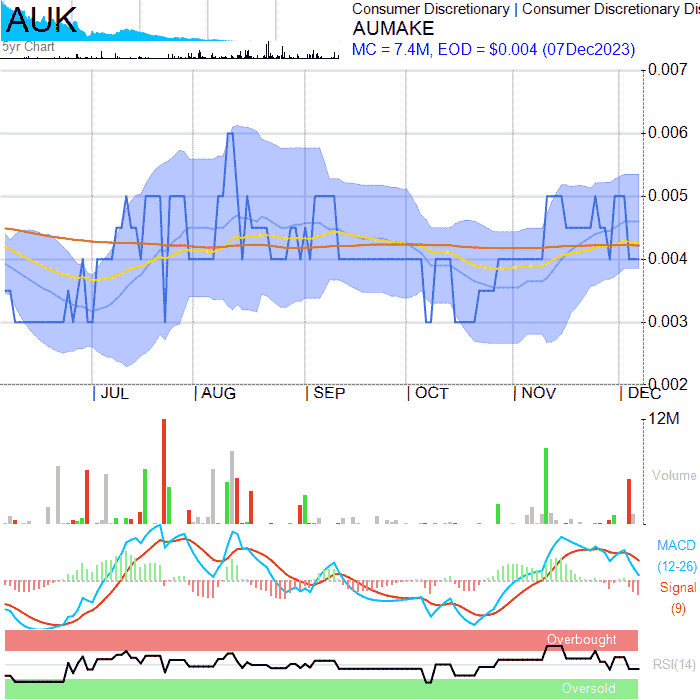 AUK
5yr Chart
Consumer Discretionary | Consumer Discretionary Dis
AUMAKE
MC = 7.4M, EOD = $0.004 (07Dec2023)
0.007
0.006
0.005
0.004
0.003
0.002
JUL AUG SEP OCT NOV DEC
12M
Volume
MACD
(12-26)
Signal
(9)
Overbought
RSI(14)
Oversold